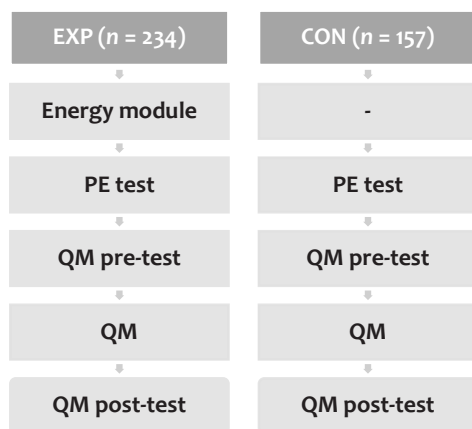 EXP (n = 234)
CON (n = 157)
Energy module
-
PE test
PE test
QM pre-test
QM pre-test
QM
QM
QM post-test
QM post-test